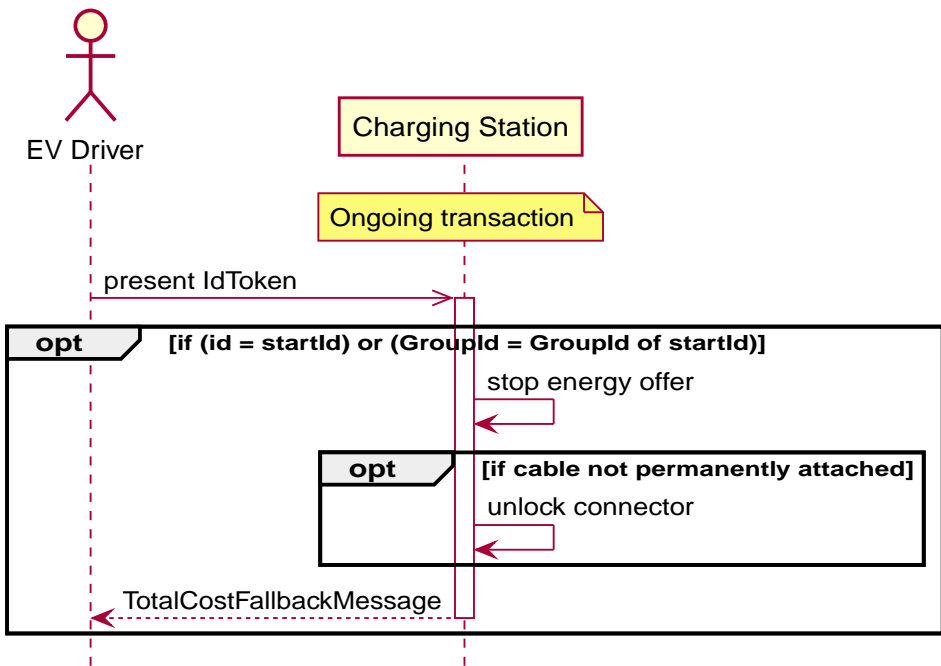 EV Driver
Charging Station
Ongoing transaction
present IdToken
opt
[if (id = startId) or (GroupId = GroupId of startId)]
stop energy offer
opt
[if cable not permanently attached]
unlock connector
TotalCostFallbackMessage